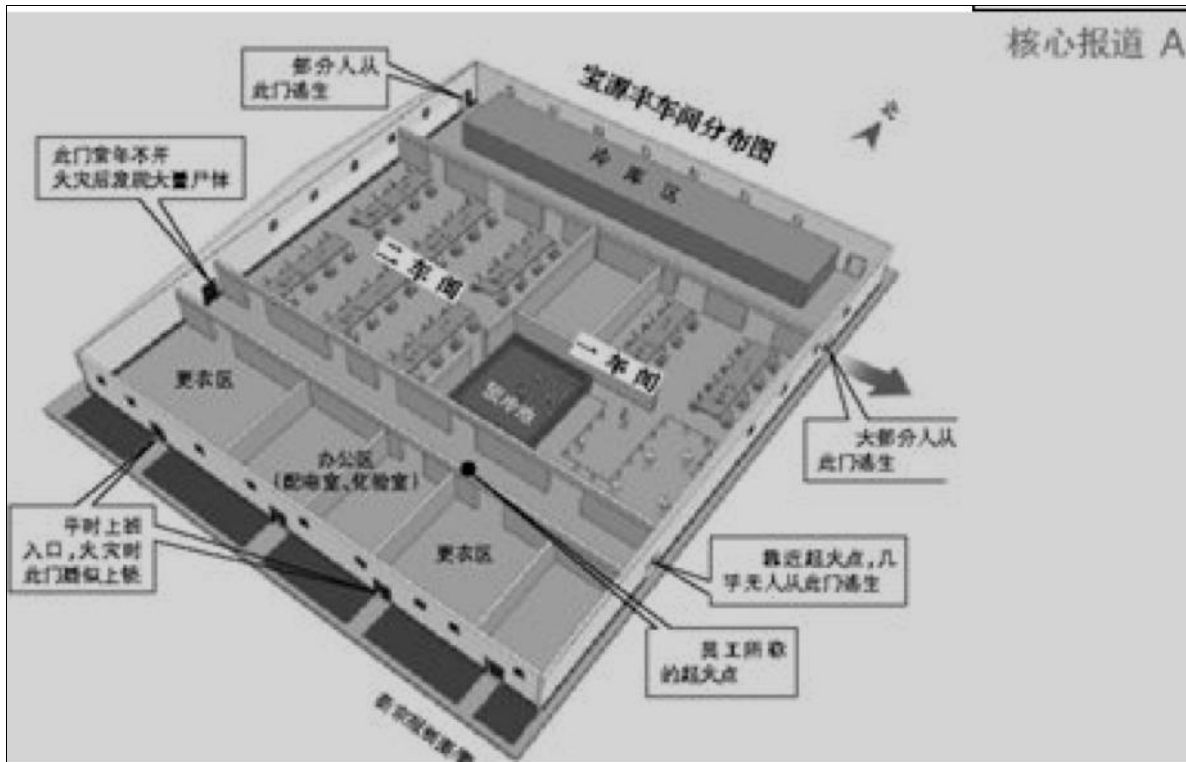 核心报道 A
宝源丰车间分布图
北
部分人从
此门逃生
此门常年不开
火灾后发现大量尸体
冷库区
二车间
一车间
更衣区
办公区
(配电室、化验室)
更衣区
大部分人从
此门逃生
平时上班
入口,火灾时
此门疑似上锁
靠近起火点,几
乎无人从此门逃生
员工所称
的起火点